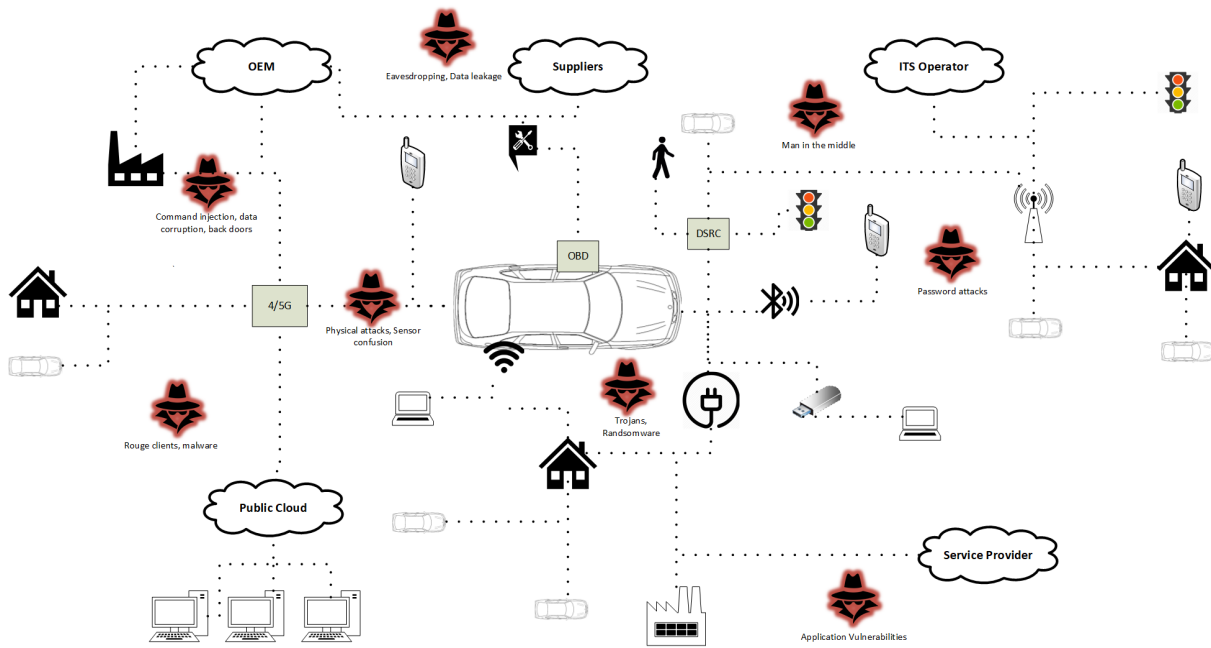 OEM
Suppliers
ITS Operator
Eavesdropping, Data leakage
Man in the middle
Command injection, data
corruption, back doors
DSRC
OBD
Password attacks
4/5G
Physical attacks, Sensor
confusion
Trojans,
Randsomware
Rouge clients, malware
Public Cloud
Service Provider
Application Vulnerabilities